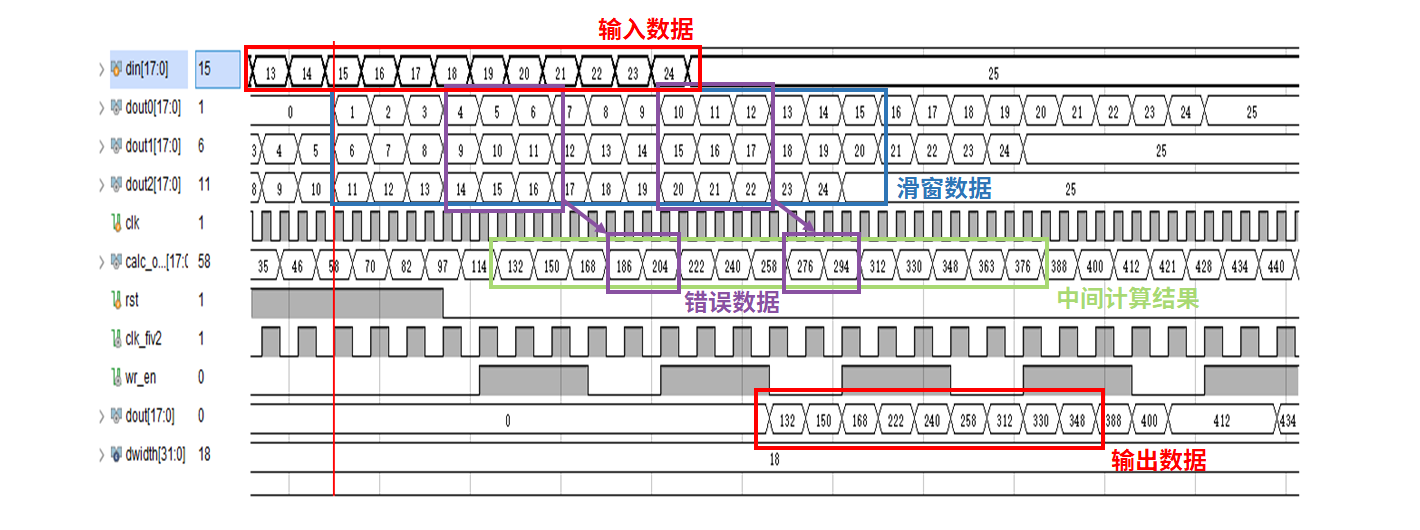 输入数据
din[17:0] 15 13 14 15 16 17 18 19 20 21 22 23 24 25
dout0[17:0] 1 0 1 2 3 4 5 6 7 8 9 10 11 12 13 14 15 16 17 18 19 20 21 22 23 24 25
dout1[17:0] 6 3 4 5 6 7 8 9 10 11 12 13 14 15 16 17 18 19 20 21 22 23 24 25
dout2[17:0] 11 8 9 10 11 12 13 14 15 16 17 18 19 20 21 22 23 24 25
滑窗数据
clk 1
calc_o...[17:0 58 35 46 58 70 82 97 114 132 150 168 186 204 222 240 258 276 294 312 330 348 363 376 388 400 412 421 428 434 440
错误数据
中间计算结果
rst 1
clk_fiv2 1
wr_en 0
dout[17:0] 0 0 132 150 168 222 240 258 312 330 348 388 400 412 434
输出数据
dwidth[31:0] 18 18